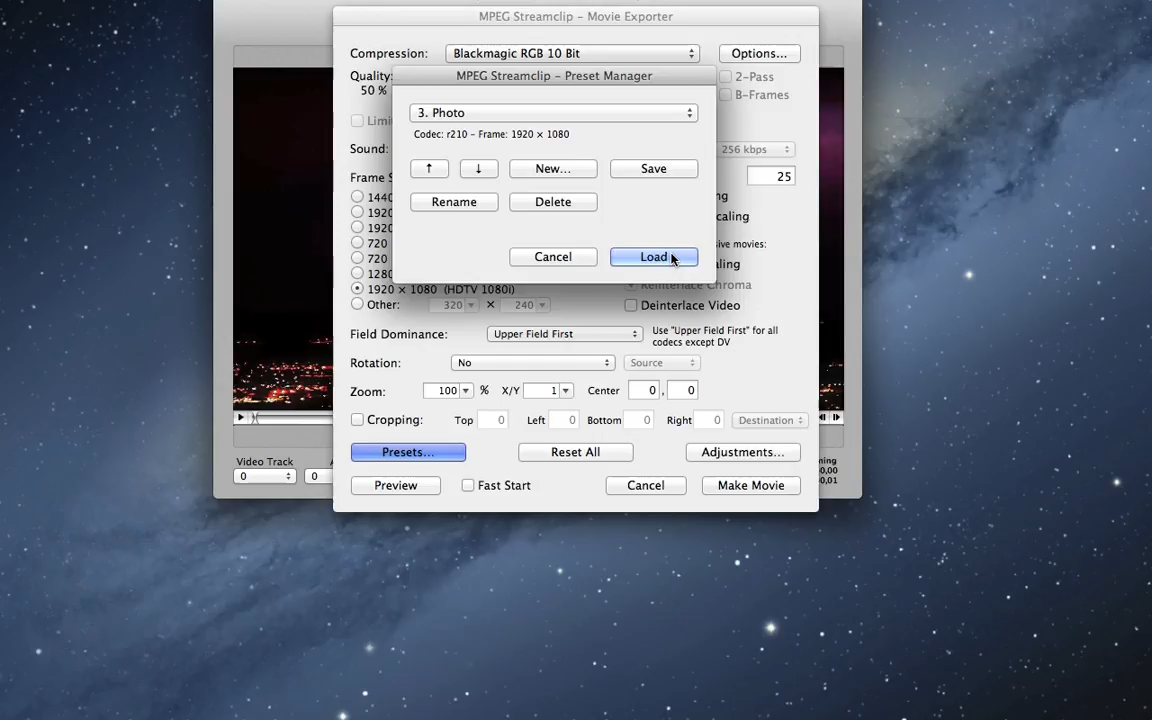 MPEG Streamclip – Movie Exporter
Compression: Blackmagic RGB 10 Bit Options...
Quality: 2-Pass
50 % B-Frames
MPEG Streamclip – Preset Manager
3. Photo
Codec: r210 – Frame: 1920 × 1080
↑ ↓ New... Save
Rename Delete
Cancel Load
Sound: 256 kbps
25
1440
1920
1920
720
720
1280
1920 × 1080 (HDTV 1080i)
Other: 320 × 240
Reinterlace Chroma
Deinterlace Video
Field Dominance: Upper Field First Use "Upper Field First" for all
codecs except DV
Rotation: No Source
Zoom: 100 % X/Y 1 Center 0 , 0
Cropping: Top 0 Left 0 Bottom 0 Right 0 Destination
Presets... Reset All Adjustments...
Preview Fast Start Cancel Make Movie
Video Track
0 0